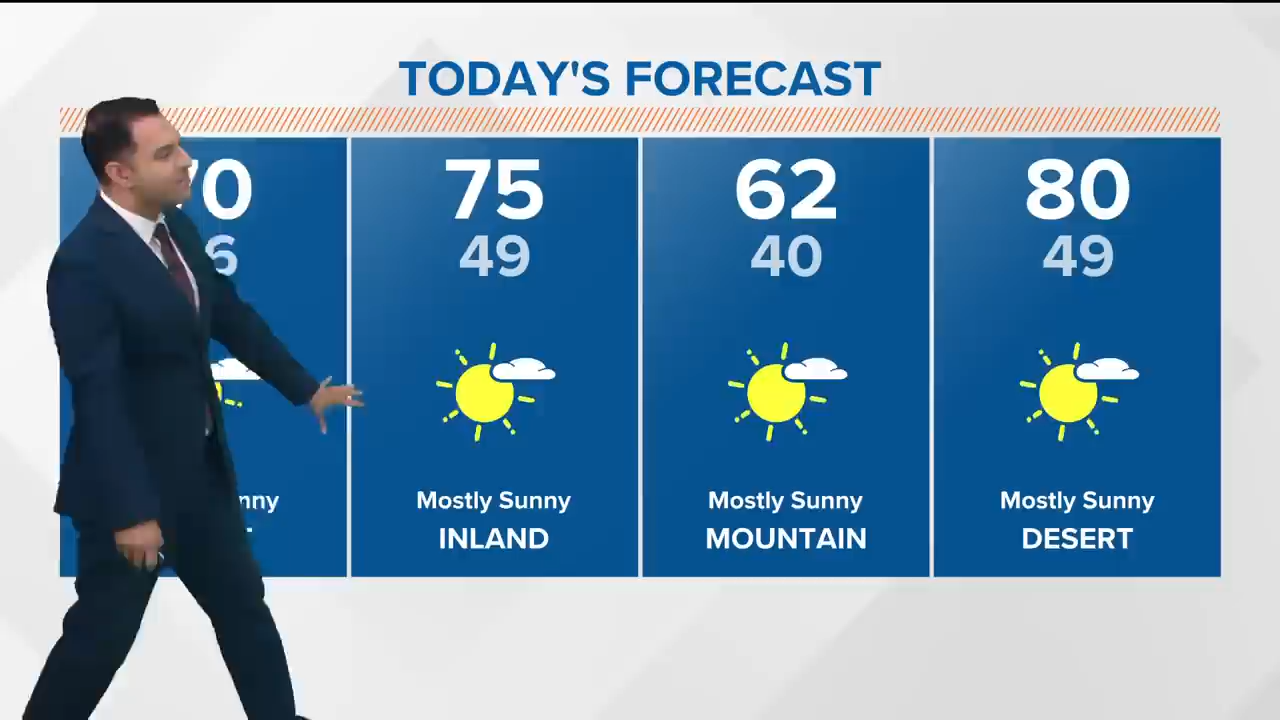 TODAY'S FORECAST
75
49
Mostly Sunny
INLAND
62
40
Mostly Sunny
MOUNTAIN
80
49
Mostly Sunny
DESERT